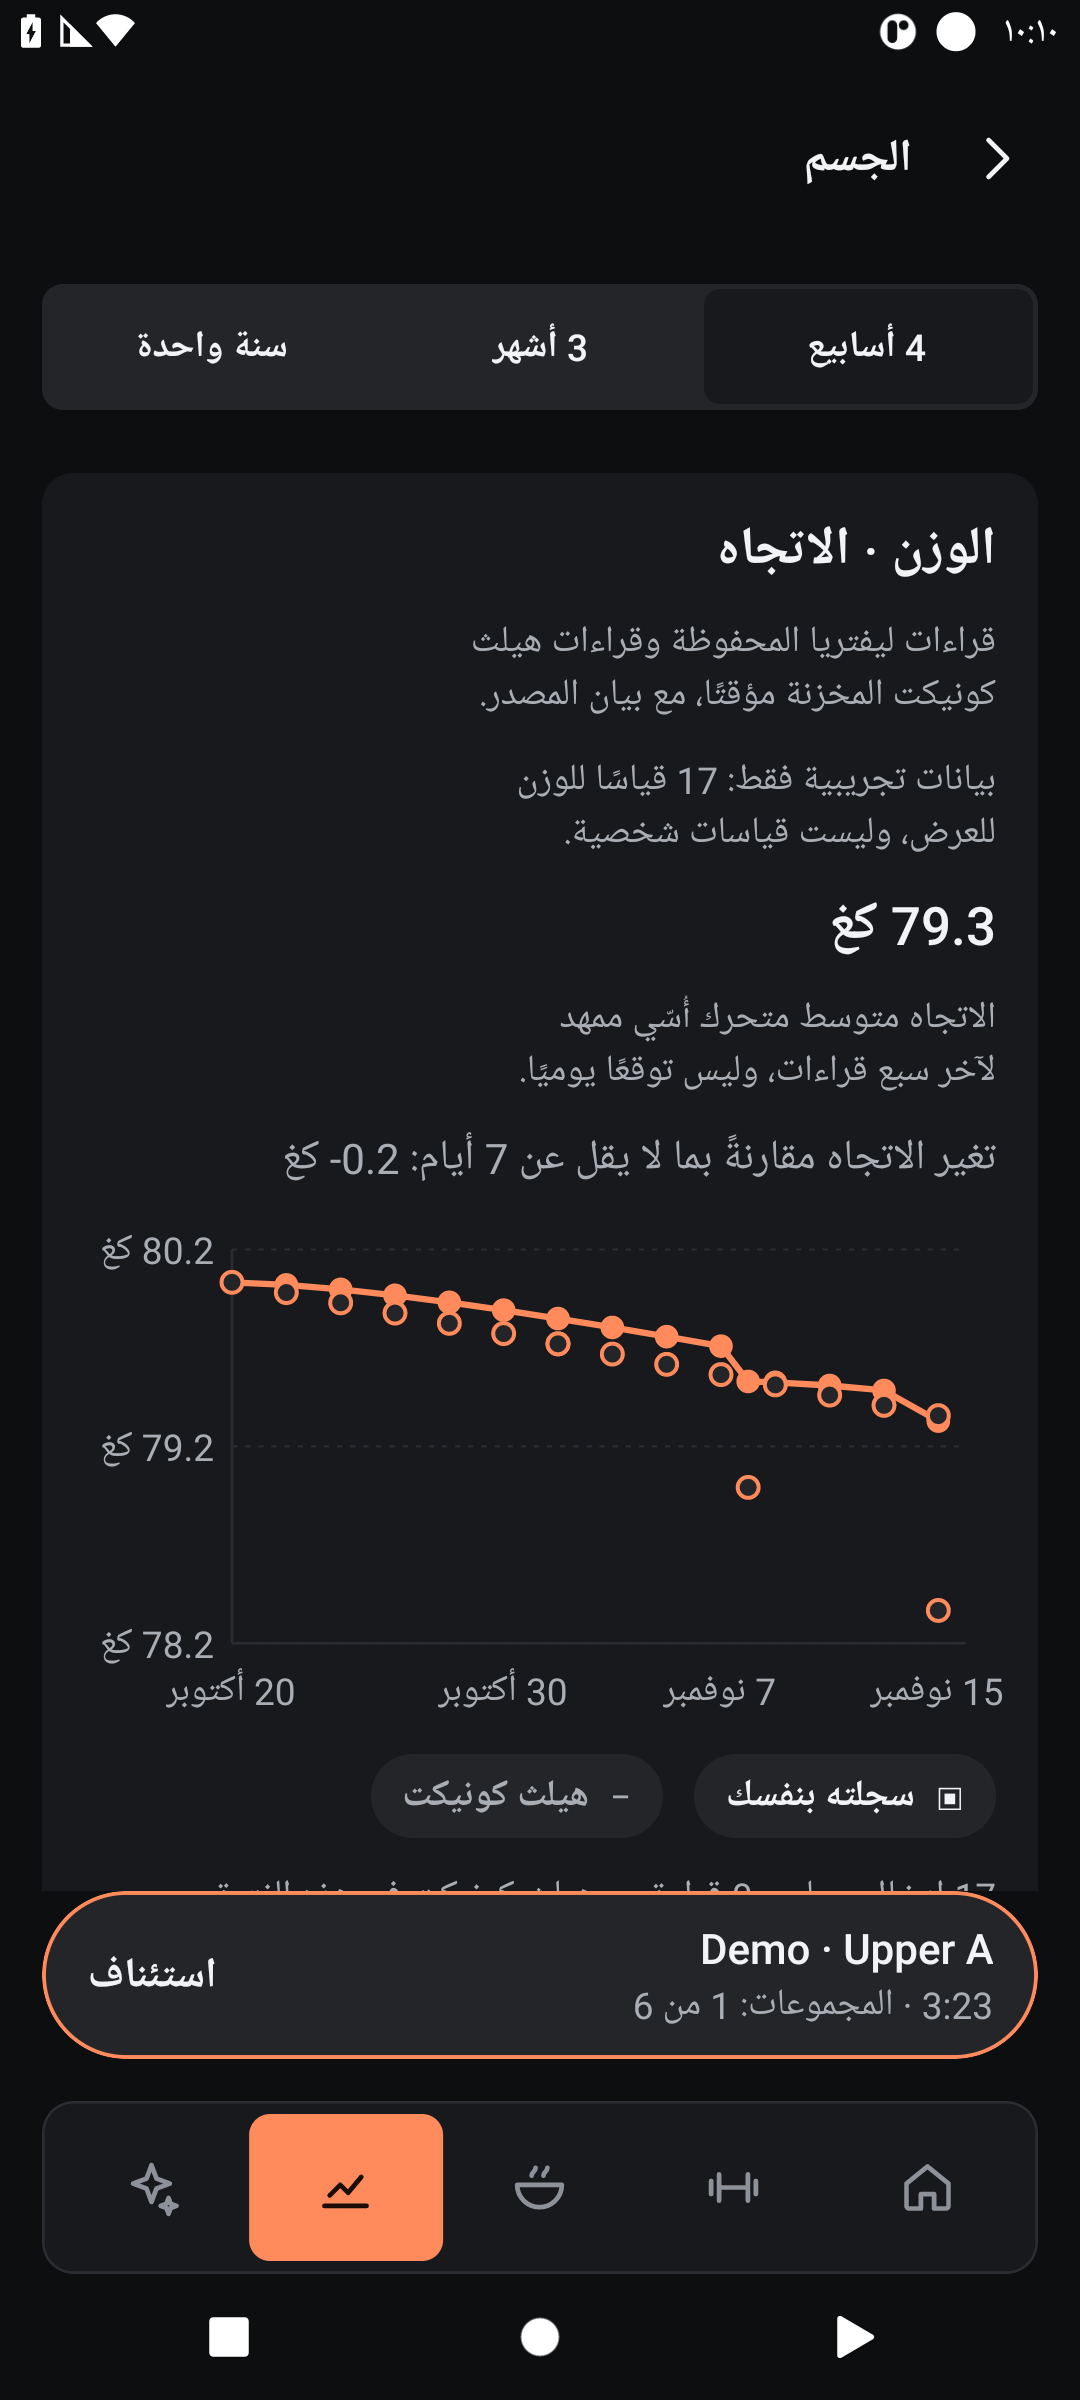 ١٠:١٠
الجسم
4 أسابيع
3 أشهر
سنة واحدة
الوزن · الاتجاه
قراءات ليفتريا المحفوظة وقراءات هيلث
كونيكت المخزنة مؤقتًا، مع بيان المصدر.
بيانات تجريبية فقط: 17 قياسًا للوزن
للعرض، وليست قياسات شخصية.
79.3 كغ
الاتجاه متوسط متحرك أُسّي ممهد
لآخر سبع قراءات، وليس توقعًا يوميًا.
تغير الاتجاه مقارنةً بما لا يقل عن 7 أيام: 0.2- كغ
80.2 كغ
79.2 كغ
78.2 كغ
20 أكتوبر
30 أكتوبر
7 نوفمبر
15 نوفمبر
سجلته بنفسك
– هيلث كونيكت
Demo · Upper A
3:23 · المجموعات: 1 من 6
استئناف